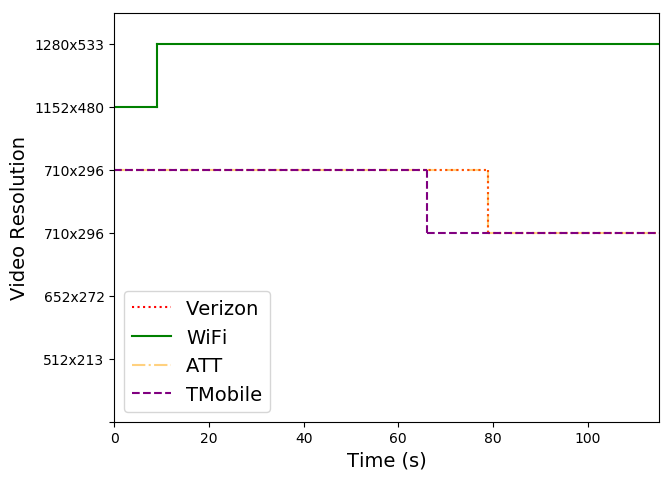 Video Resolution
1280x533
1152x480
710x296
710x296
652x272
512x213
Verizon
WiFi
ATT
TMobile
0 20 40 60 80 100
Time (s)